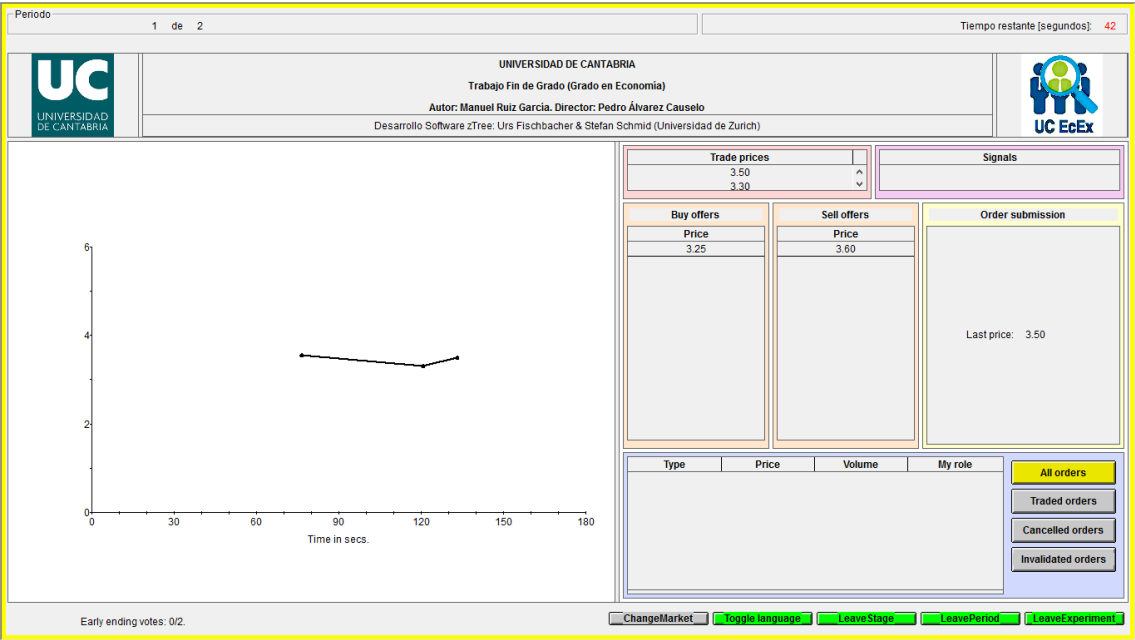 Periodo
1 de 2
Tiempo restante [segundos]: 42
UC
UNIVERSIDAD
DE CANTABRIA
UNIVERSIDAD DE CANTABRIA
Trabajo Fin de Grado (Grado en Economía)
Autor: Manuel Ruiz García. Director: Pedro Álvarez Causelo
Desarrollo Software zTree: Urs Fischbacher & Stefan Schmid (Universidad de Zurich)
UC EcEx
Trade prices
3.50
3.30
Signals
Buy offers
Price
3.25
Sell offers
Price
3.60
Order submission
Last price: 3.50
6
4
2
0
0 30 60 90 120 150 180
Time in secs.
Type Price Volume My role
All orders
Traded orders
Cancelled orders
Invalidated orders
Early ending votes: 0/2.
ChangeMarket Toggle language LeaveStage LeavePeriod LeaveExperiment